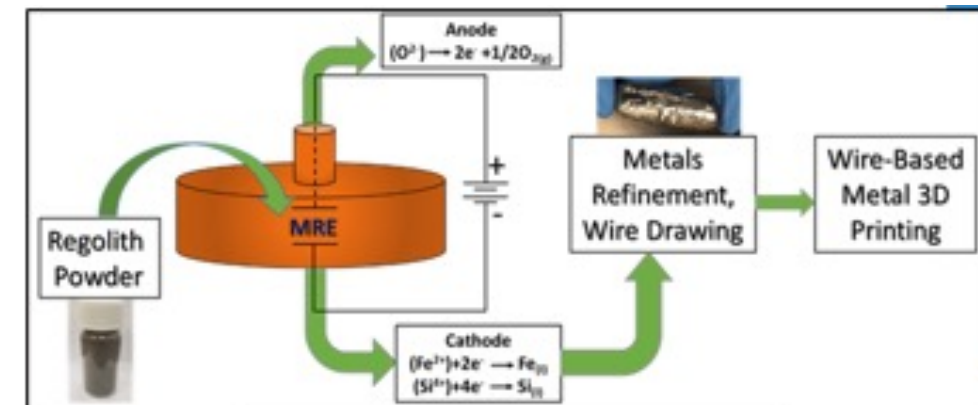 Anode
(O²⁻) → 2e⁻ +1/2O₂₍g₎
+
-
MRE
Regolith
Powder
Metals
Refinement,
Wire Drawing
Wire-Based
Metal 3D
Printing
Cathode
(Fe²⁺)+2e⁻ → Fe₍l₎
(Si⁴⁺)+4e⁻ → Si₍l₎